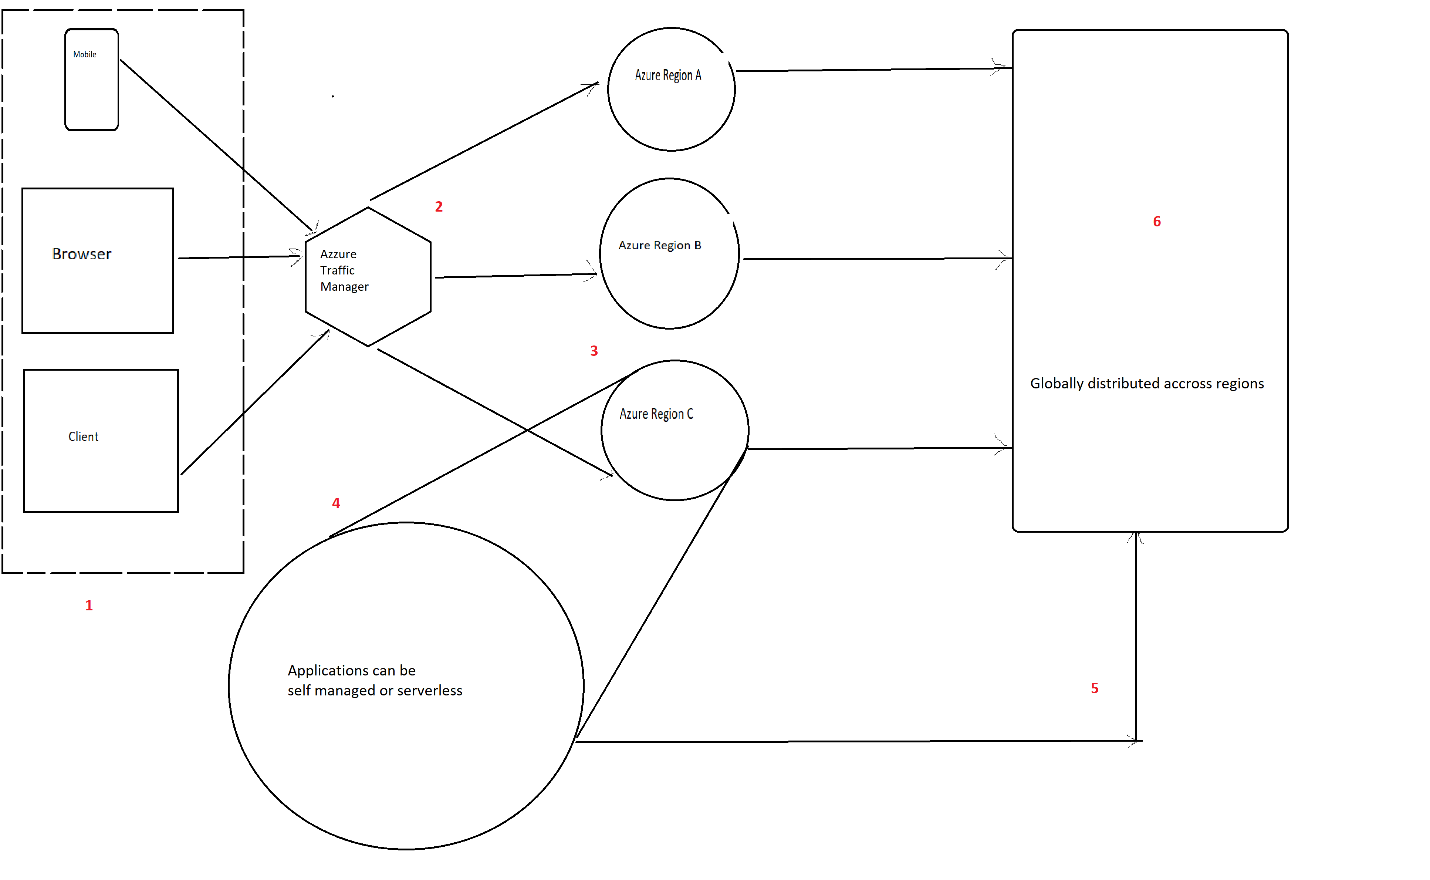 Mobile
Azure Region A
2
6
Browser
Azzure
Traffic
Manager
Azure Region B
3
Globally distributed accross regions
Azure Region C
Client
4
1
Applications can be
self managed or serverless
5